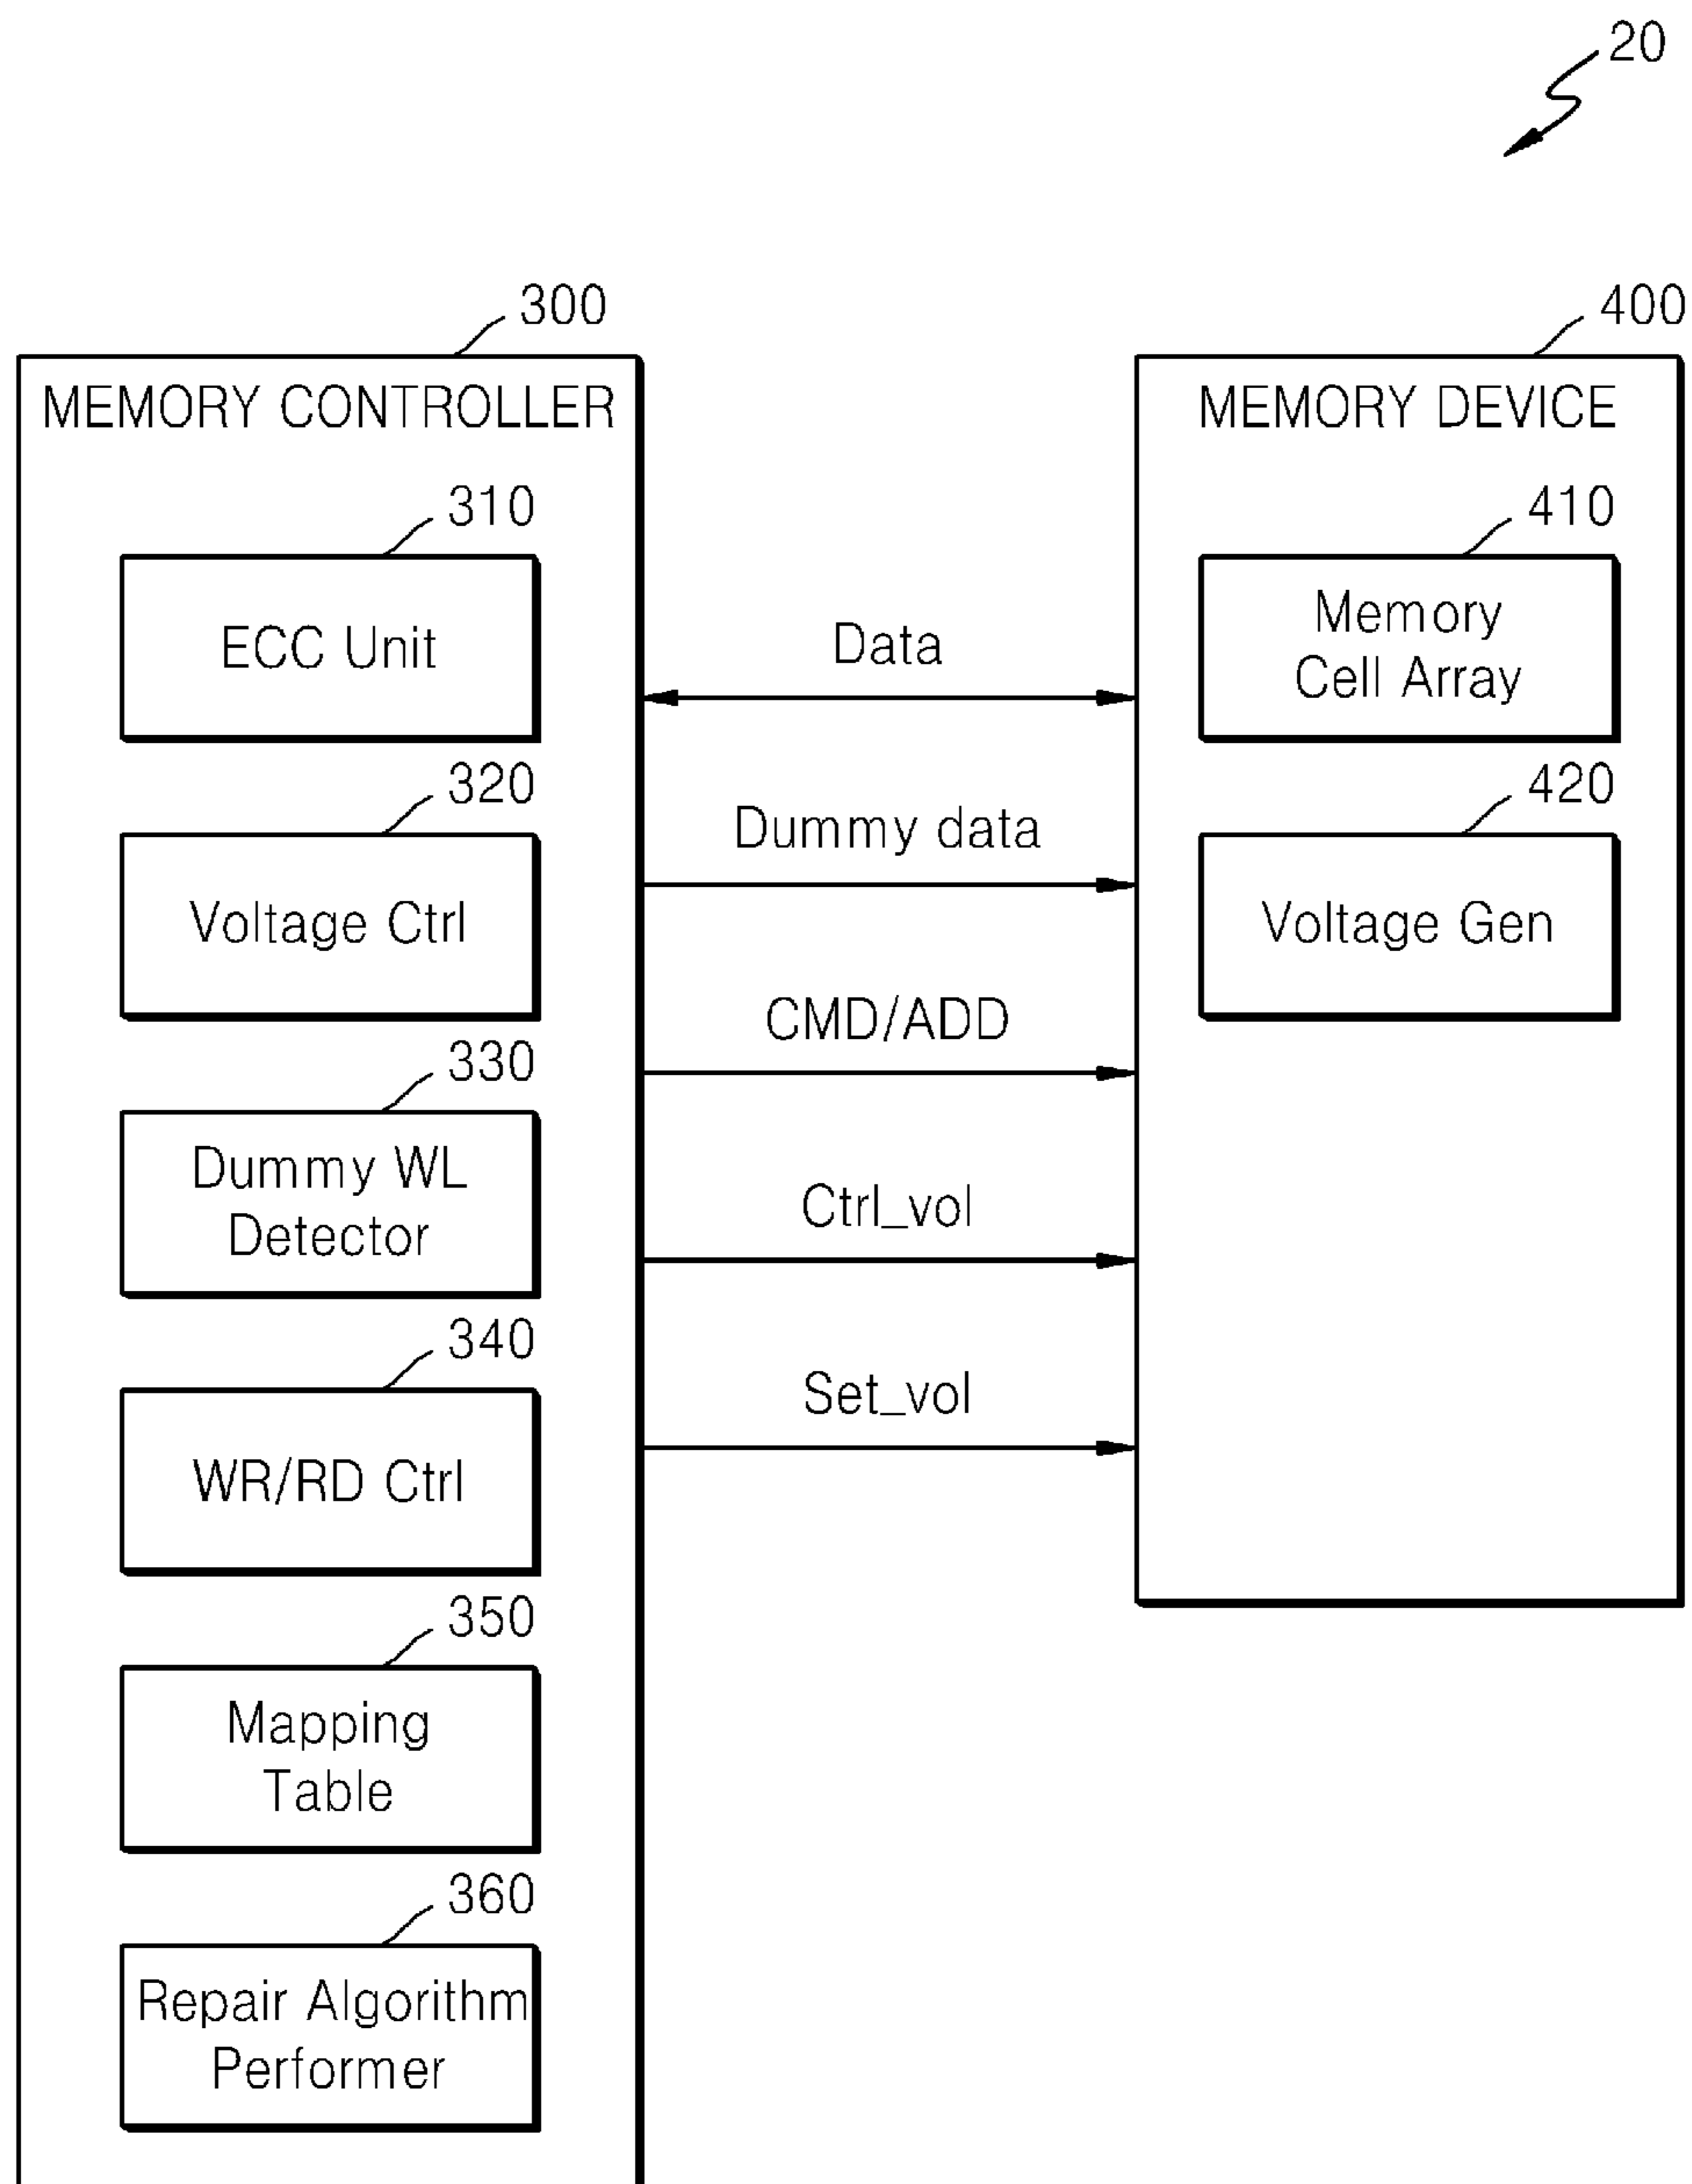 20
300
MEMORY CONTROLLER
310
ECC Unit
320
Voltage Ctrl
330
Dummy WL
Detector
340
WR/RD Ctrl
350
Mapping
Table
360
Repair Algorithm
Performer
Data
Dummy data
CMD/ADD
Ctrl_vol
Set_vol
400
MEMORY DEVICE
410
Memory
Cell Array
420
Voltage Gen